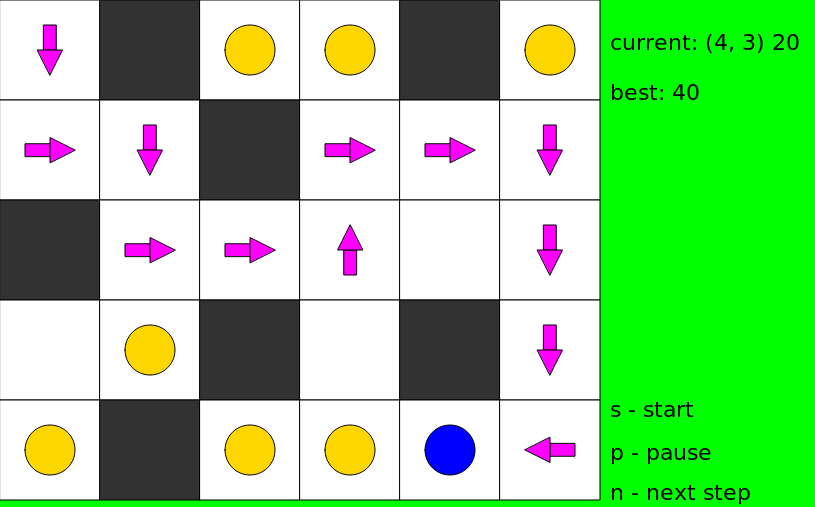 current: (4, 3) 20
best: 40
s - start
p - pause
n - next step